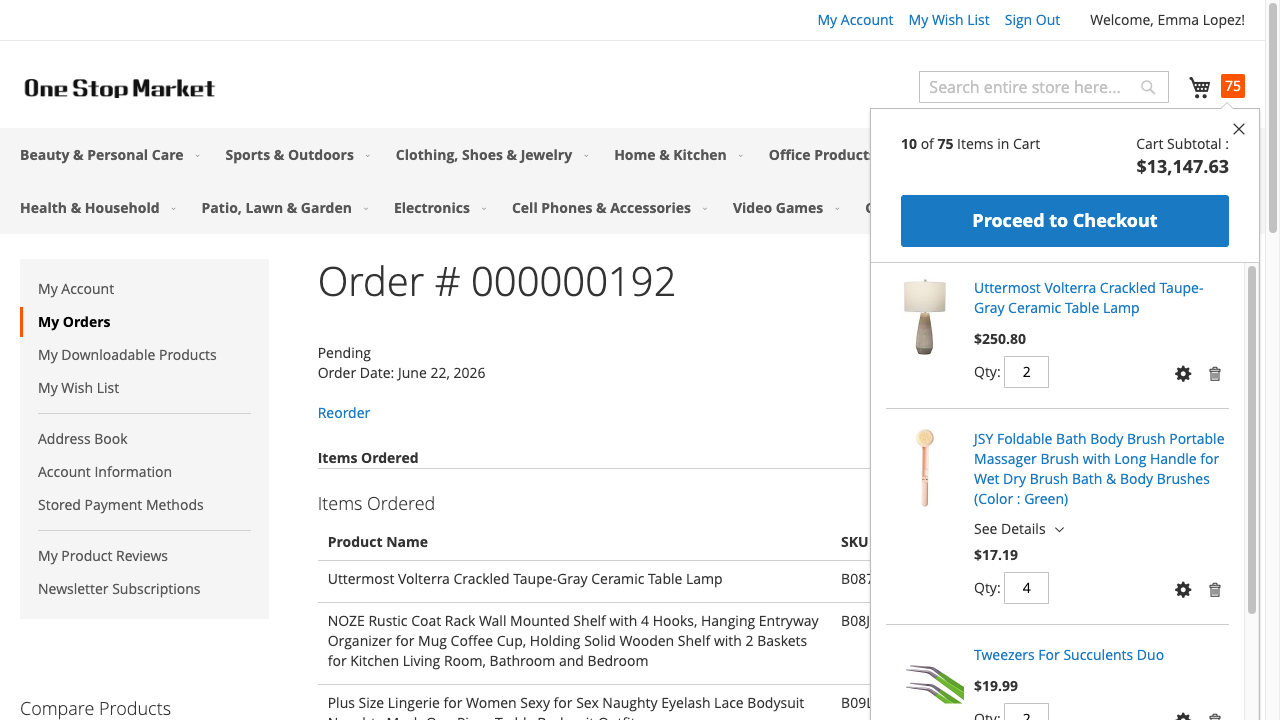 My Account My Wish List Sign Out Welcome, Emma Lopez!
One Stop Market
Search entire store here...
75
Beauty & Personal Care
Sports & Outdoors
Clothing, Shoes & Jewelry
Home & Kitchen
Office Product
Health & Household
Patio, Lawn & Garden
Electronics
Cell Phones & Accessories
Video Games
10 of 75 Items in Cart
Cart Subtotal :
$13,147.63
Proceed to Checkout
Uttermost Volterra Crackled Taupe-
Gray Ceramic Table Lamp
$250.80
Qty: 2
JSY Foldable Bath Body Brush Portable
Massager Brush with Long Handle for
Wet Dry Brush Bath & Body Brushes
(Color : Green)
See Details
$17.19
Qty: 4
Tweezers For Succulents Duo
$19.99
Qty: 2
My Account
My Orders
My Downloadable Products
My Wish List
Address Book
Account Information
Stored Payment Methods
My Product Reviews
Newsletter Subscriptions
Compare Products
Order # 000000192
Pending
Order Date: June 22, 2026
Reorder
Items Ordered
Items Ordered
Product Name SKU
Uttermost Volterra Crackled Taupe-Gray Ceramic Table Lamp B087
NOZE Rustic Coat Rack Wall Mounted Shelf with 4 Hooks, Hanging Entryway B08J
Organizer for Mug Coffee Cup, Holding Solid Wooden Shelf with 2 Baskets
for Kitchen Living Room, Bathroom and Bedroom
Plus Size Lingerie for Women Sexy for Sex Naughty Eyelash Lace Bodysuit